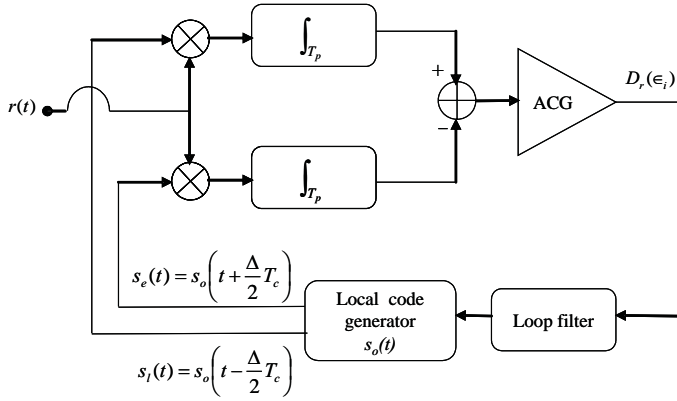 ∫_{T_p}
+
ACG
D_r(∈_i)
r(t)
−
∫_{T_p}
s_e(t) = s_o(t + Δ/2 T_c)
Local code
generator
s_o(t)
Loop filter
s_l(t) = s_o(t − Δ/2 T_c)